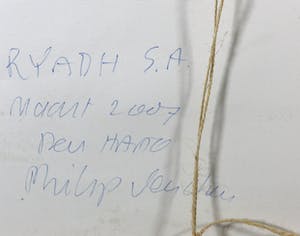 RYADH S.A.
Maart 2007
Den HAAG
Philip